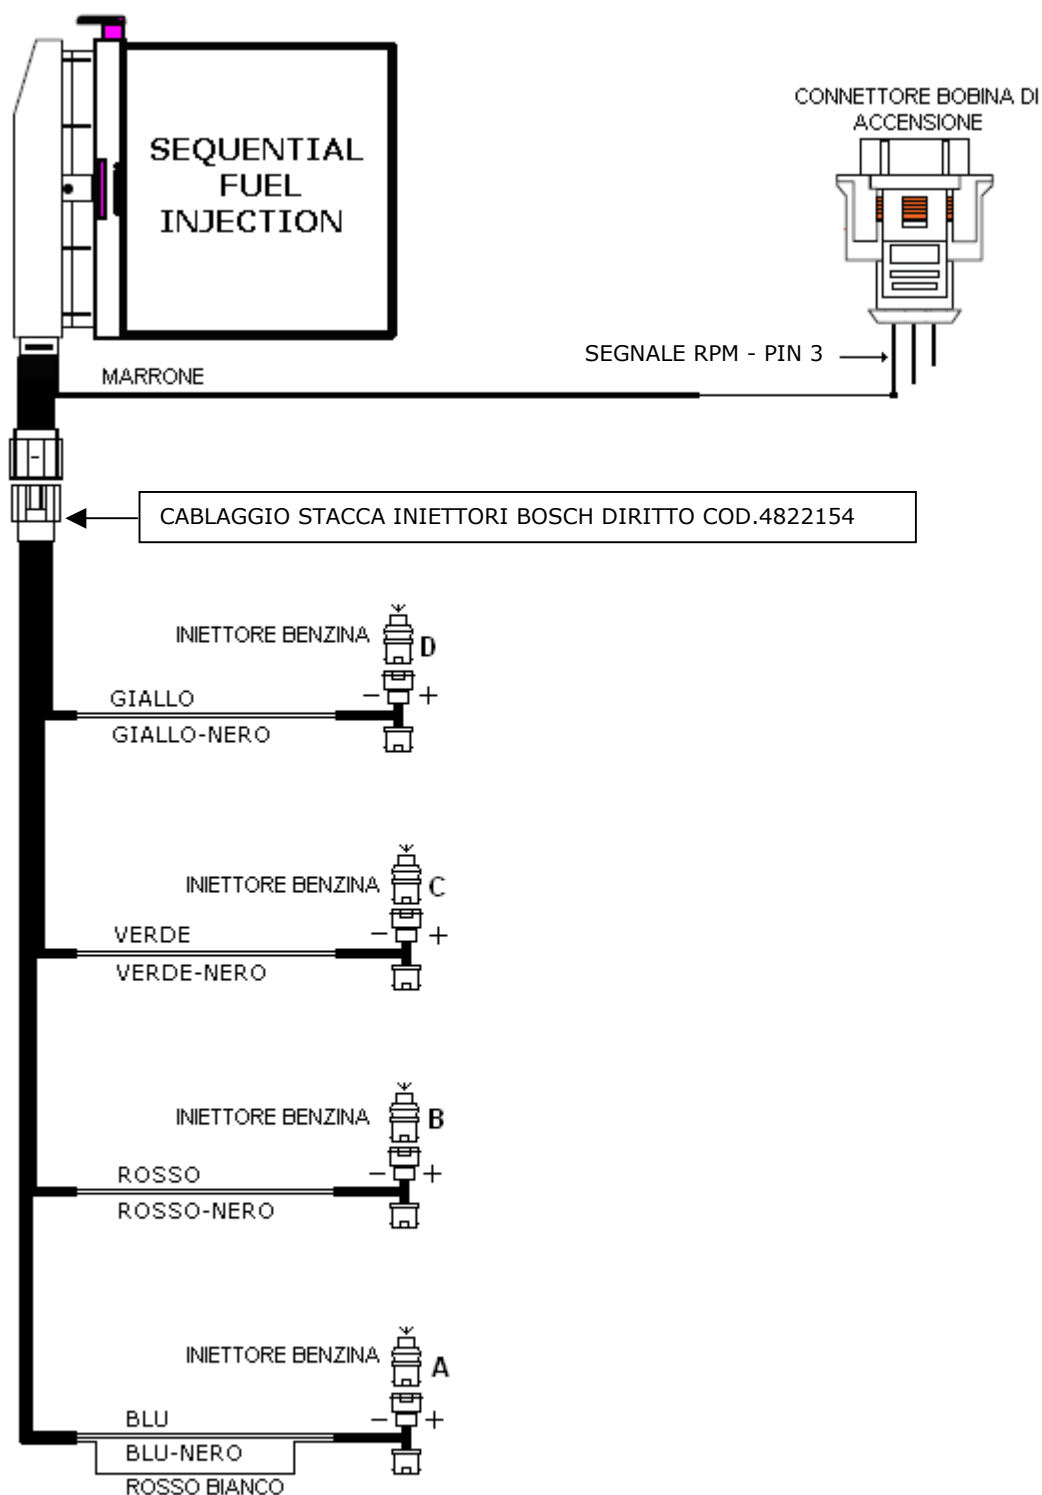 SEQUENTIAL
FUEL
INJECTION
CONNETTORE BOBINA DI
ACCENSIONE
SEGNALE RPM - PIN 3
MARRONE
CABLAGGIO STACCA INIETTORI BOSCH DIRITTO COD.4822154
INIETTORE BENZINA D
- +
GIALLO
GIALLO-NERO
INIETTORE BENZINA C
- +
VERDE
VERDE-NERO
INIETTORE BENZINA B
- +
ROSSO
ROSSO-NERO
INIETTORE BENZINA A
- +
BLU
BLU-NERO
ROSSO BIANCO